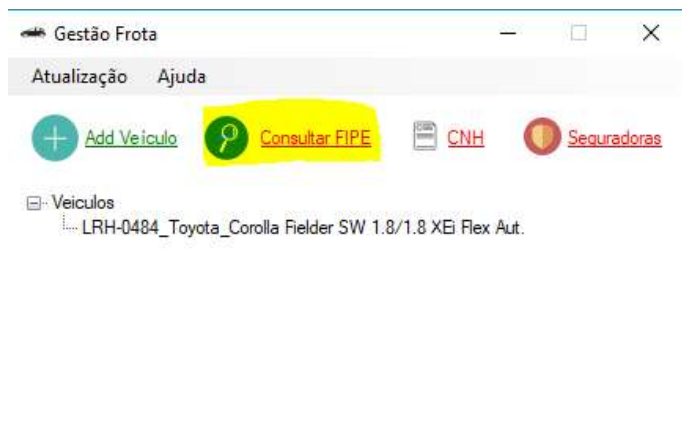 Gestão Frota
Atualização Ajuda
Add Veículo Consultar FIPE CNH Seguradoras
Veiculos
LRH-0484_Toyota_Corolla Fielder SW 1.8/1.8 XEi Flex Aut.